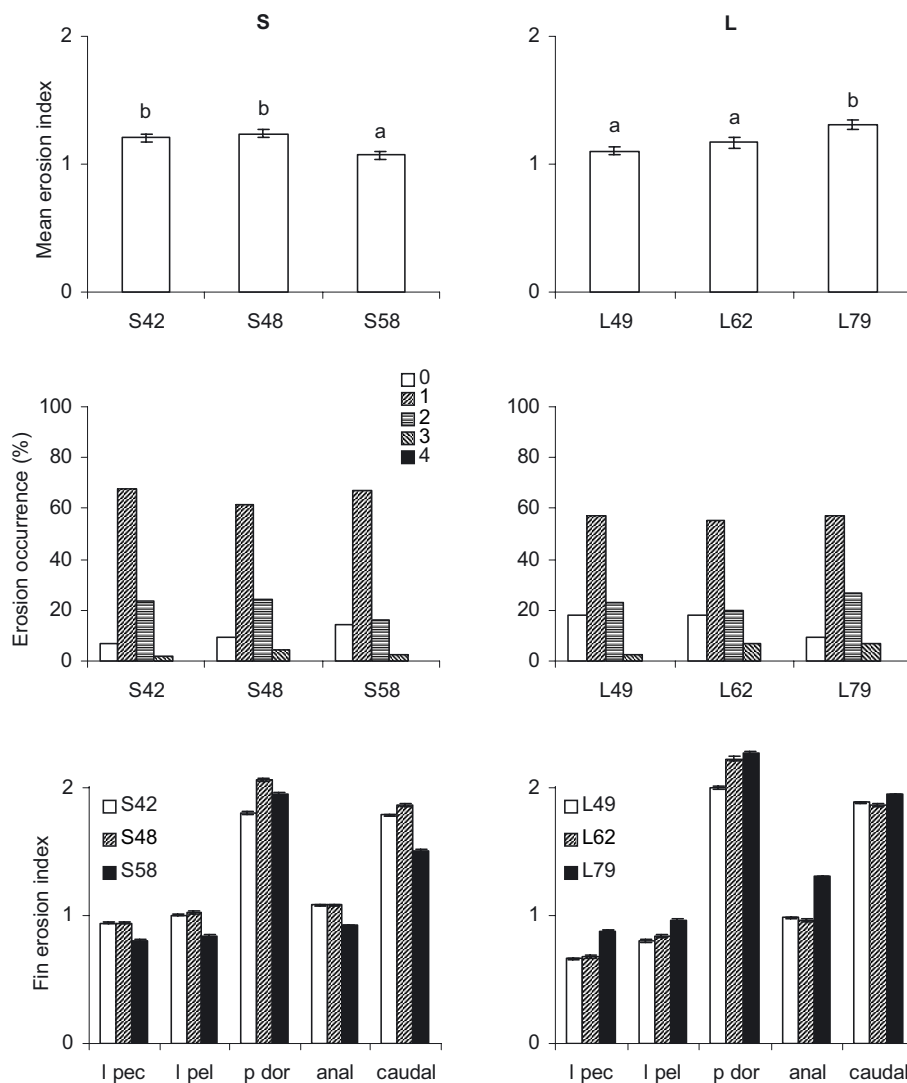 S
2
b
b
a
1
0
Mean erosion index
S42 S48 S58
L
2
a
a
b
1
0
L49 L62 L79
0
1
2
3
4
100
80
60
40
20
0
Erosion occurrence (%)
S42 S48 S58
100
80
60
40
20
0
L49 L62 L79
2
1
0
Fin erosion index
S42
S48
S58
l pec l pel p dor anal caudal
2
1
0
L49
L62
L79
l pec l pel p dor anal caudal